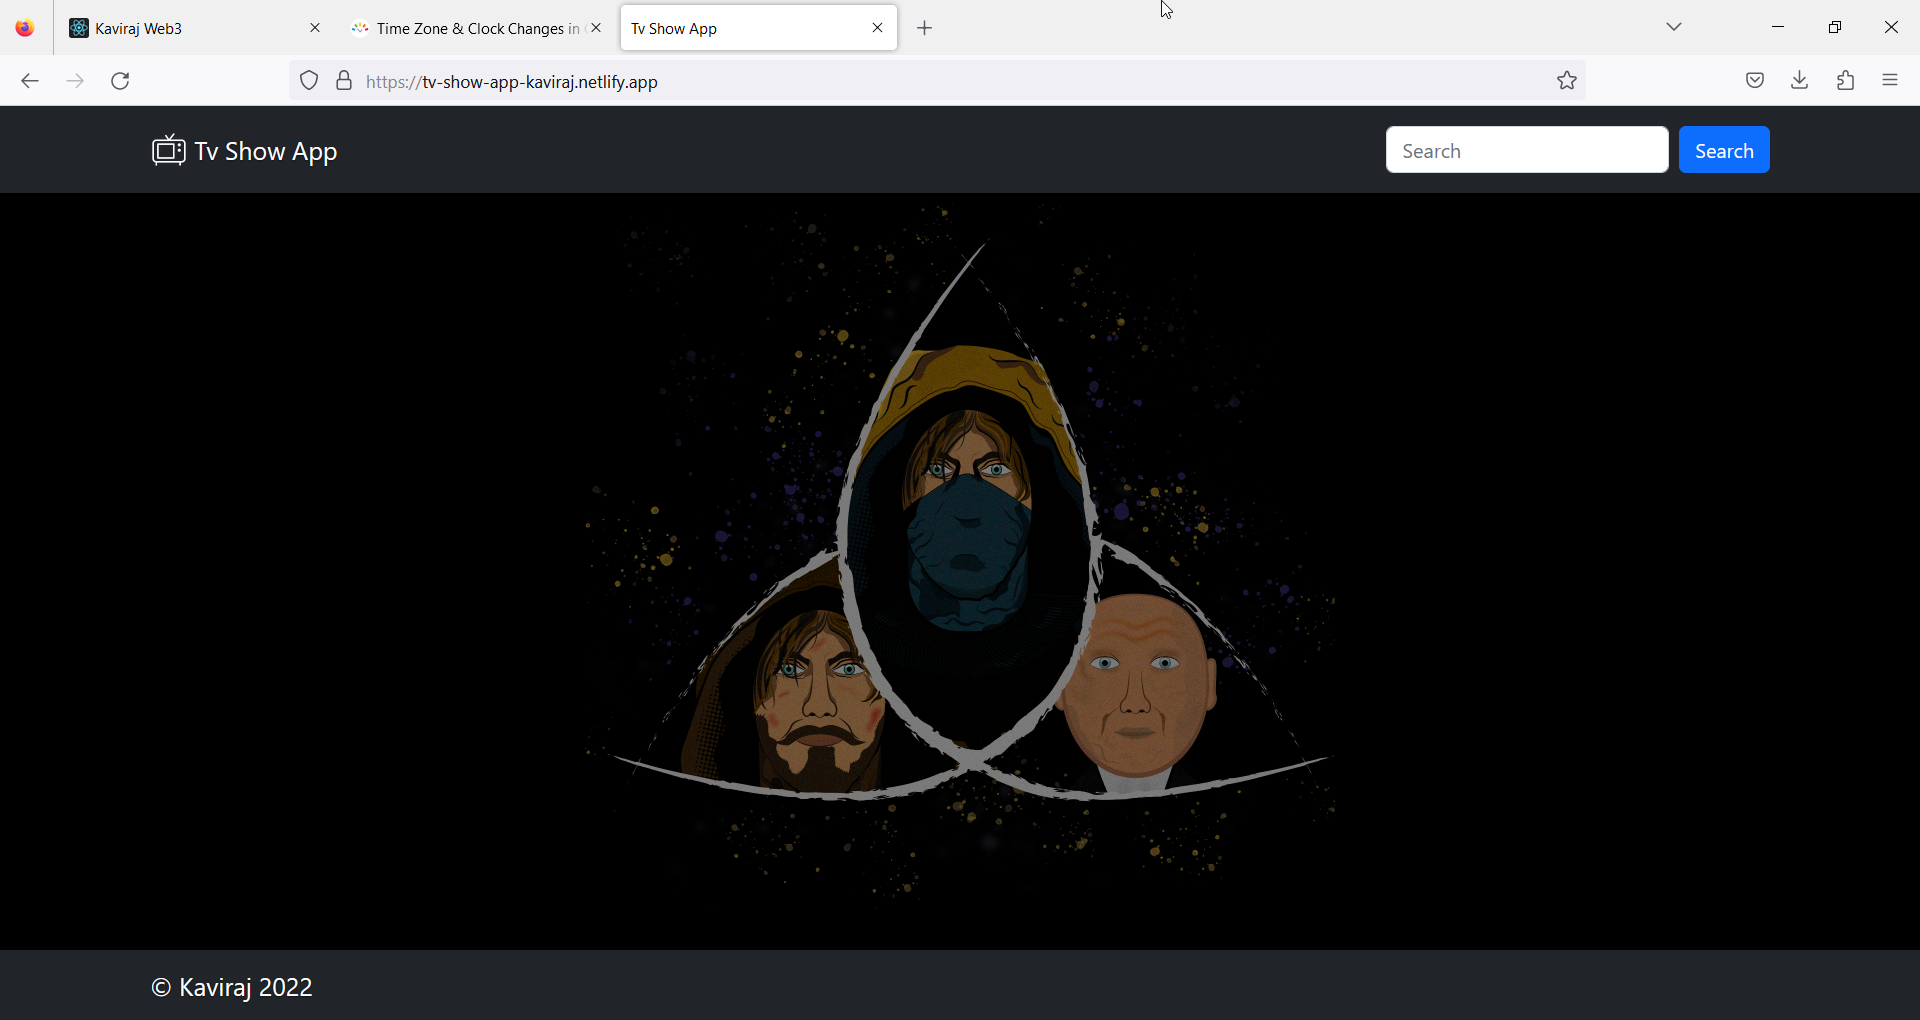 Kaviraj Web3
Time Zone & Clock Changes in
Tv Show App
https://tv-show-app-kaviraj.netlify.app
Tv Show App
Search
Search
© Kaviraj 2022